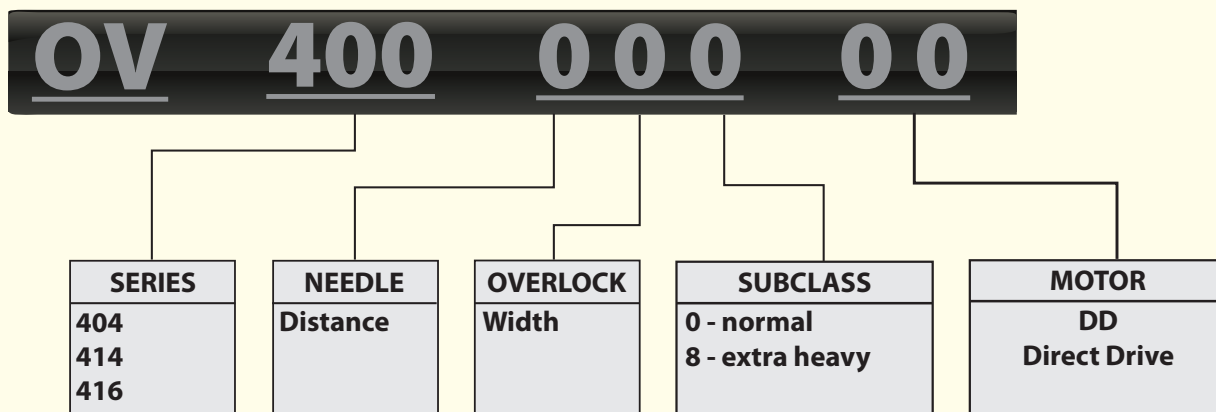 OV 400 0 0 0 0 0
SERIES
404
414
416
NEEDLE
Distance
OVERLOCK
Width
SUBCLASS
0 - normal
8 - extra heavy
MOTOR
DD
Direct Drive